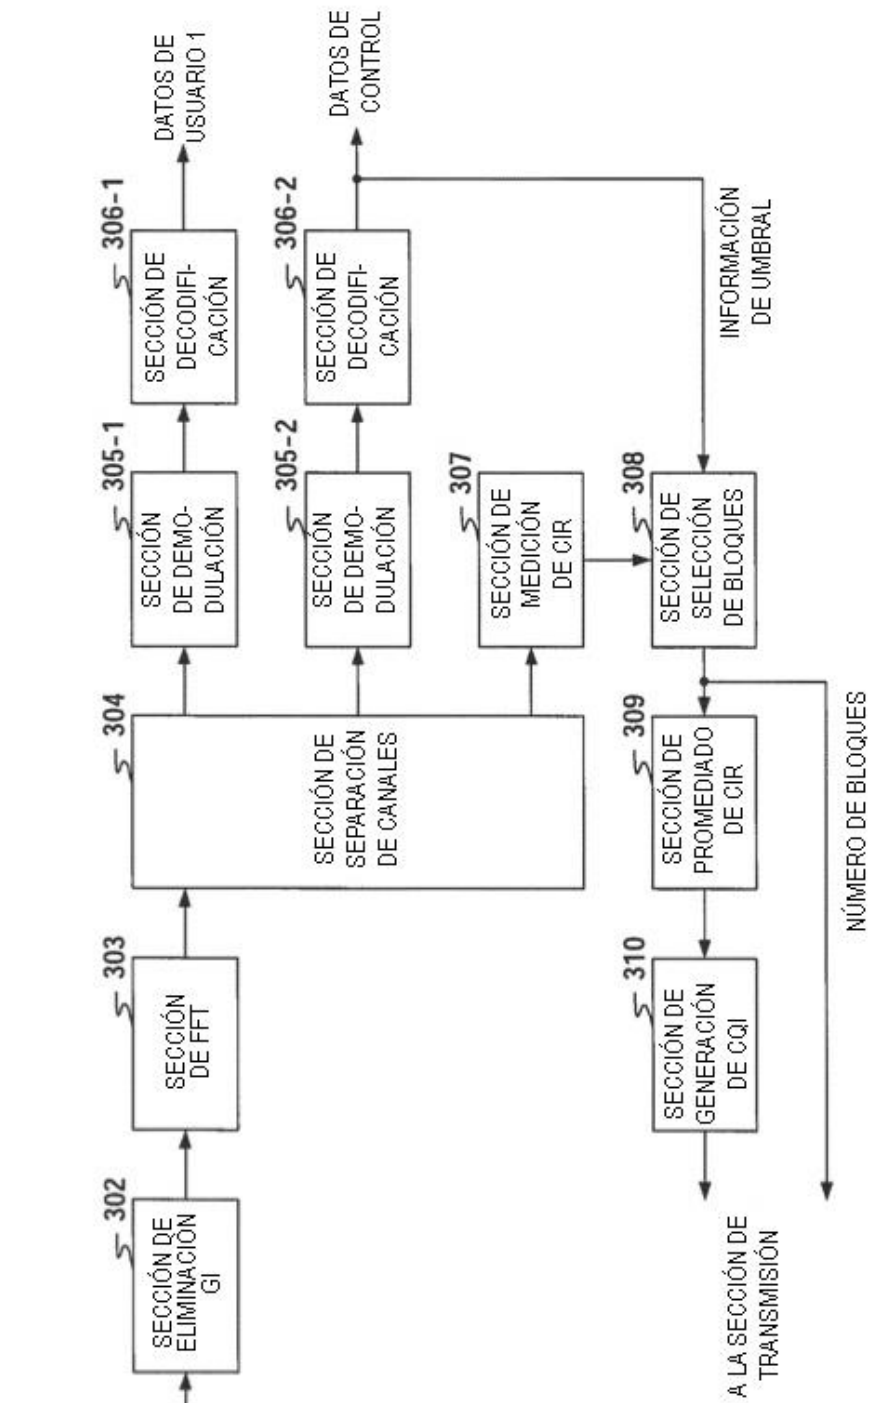 302
SECCIÓN DE
ELIMINACIÓN
GI
303
SECCIÓN
DE FFT
304
SECCIÓN DE
SEPARACIÓN
DE CANALES
305-1
SECCIÓN
DE DEMO-
DULACIÓN
306-1
SECCIÓN DE
DECODIFI-
CACIÓN
DATOS DE
USUARIO 1
305-2
SECCIÓN
DE DEMO-
DULACIÓN
306-2
SECCIÓN DE
DECODIFI-
CACIÓN
DATOS DE
CONTROL
307
SECCIÓN DE
MEDICIÓN
DE CIR
308
SECCIÓN DE
SELECCIÓN
DE BLOQUES
INFORMACIÓN
DE UMBRAL
309
SECCIÓN DE
PROMEDIADO
DE CIR
310
SECCIÓN DE
GENERACIÓN
DE CQI
A LA SECCIÓN DE
TRANSMISIÓN
NÚMERO DE BLOQUES